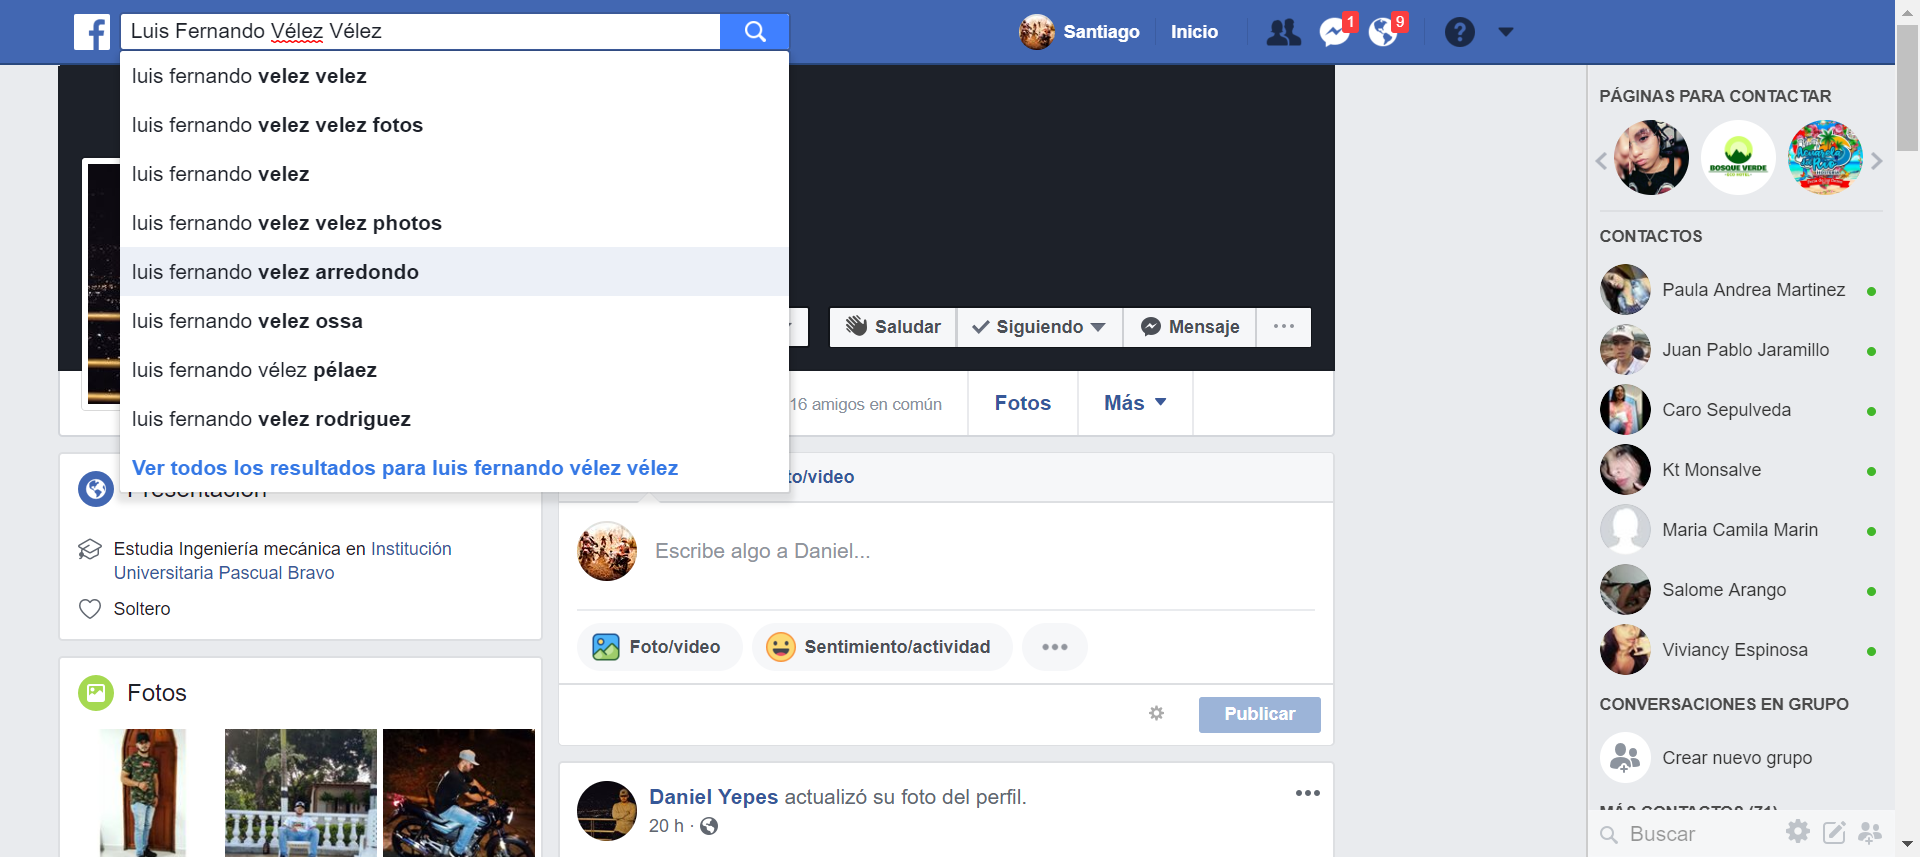 Luis Fernando Vélez Vélez
Santiago
Inicio
1
9
?
luis fernando velez velez
luis fernando velez velez fotos
luis fernando velez
luis fernando velez velez photos
luis fernando velez arredondo
luis fernando velez ossa
luis fernando vélez pélaez
luis fernando velez rodriguez
Ver todos los resultados para luis fernando vélez vélez
Saludar
Siguiendo
Mensaje
16 amigos en común
Fotos
Más
Presentación
Estudia Ingeniería mecánica en Institución
Universitaria Pascual Bravo
Soltero
Fotos
to/video
Escribe algo a Daniel...
Foto/video
Sentimiento/actividad
Publicar
Daniel Yepes actualizó su foto del perfil.
20 h ·
PÁGINAS PARA CONTACTAR
BOSQUE VERDE
CONTACTOS
Paula Andrea Martinez
Juan Pablo Jaramillo
Caro Sepulveda
Kt Monsalve
Maria Camila Marin
Salome Arango
Viviancy Espinosa
CONVERSACIONES EN GRUPO
Crear nuevo grupo
MÁS CONTACTOS (71)
Buscar